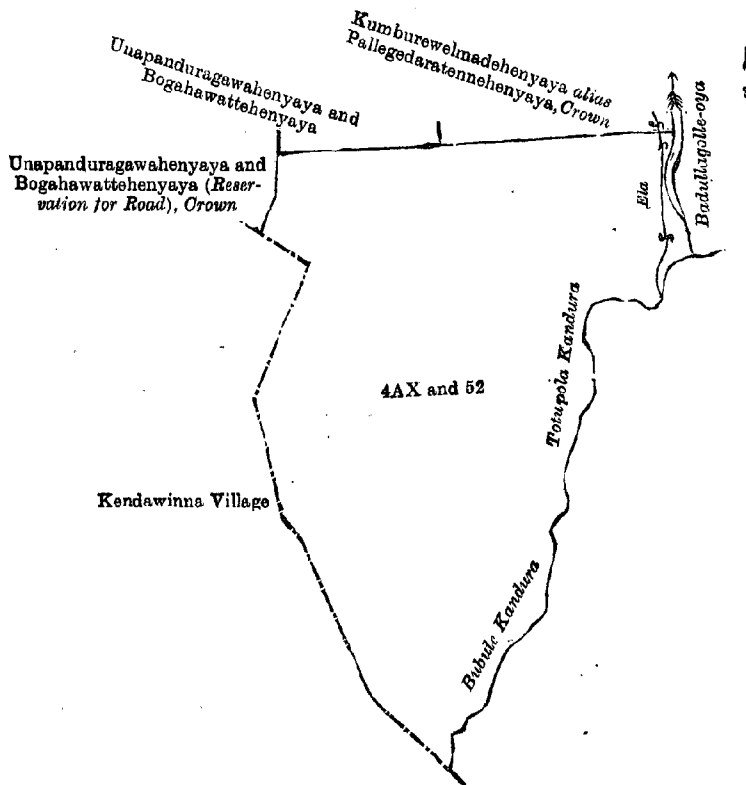 Kumburewelmadehenyaya alias
Pallegedaratennehenyaya, Crown
Unapanduragawahenyaya and
Bogahawattehenyaya
Unapanduragawahenyaya and
Bogahawattehenyaya (Reser-
vation for Road), Crown
Ela
Badullagolle-oya
Totupola Kandura
4AX and 52
Kendawinna Village
Bubule Kandura